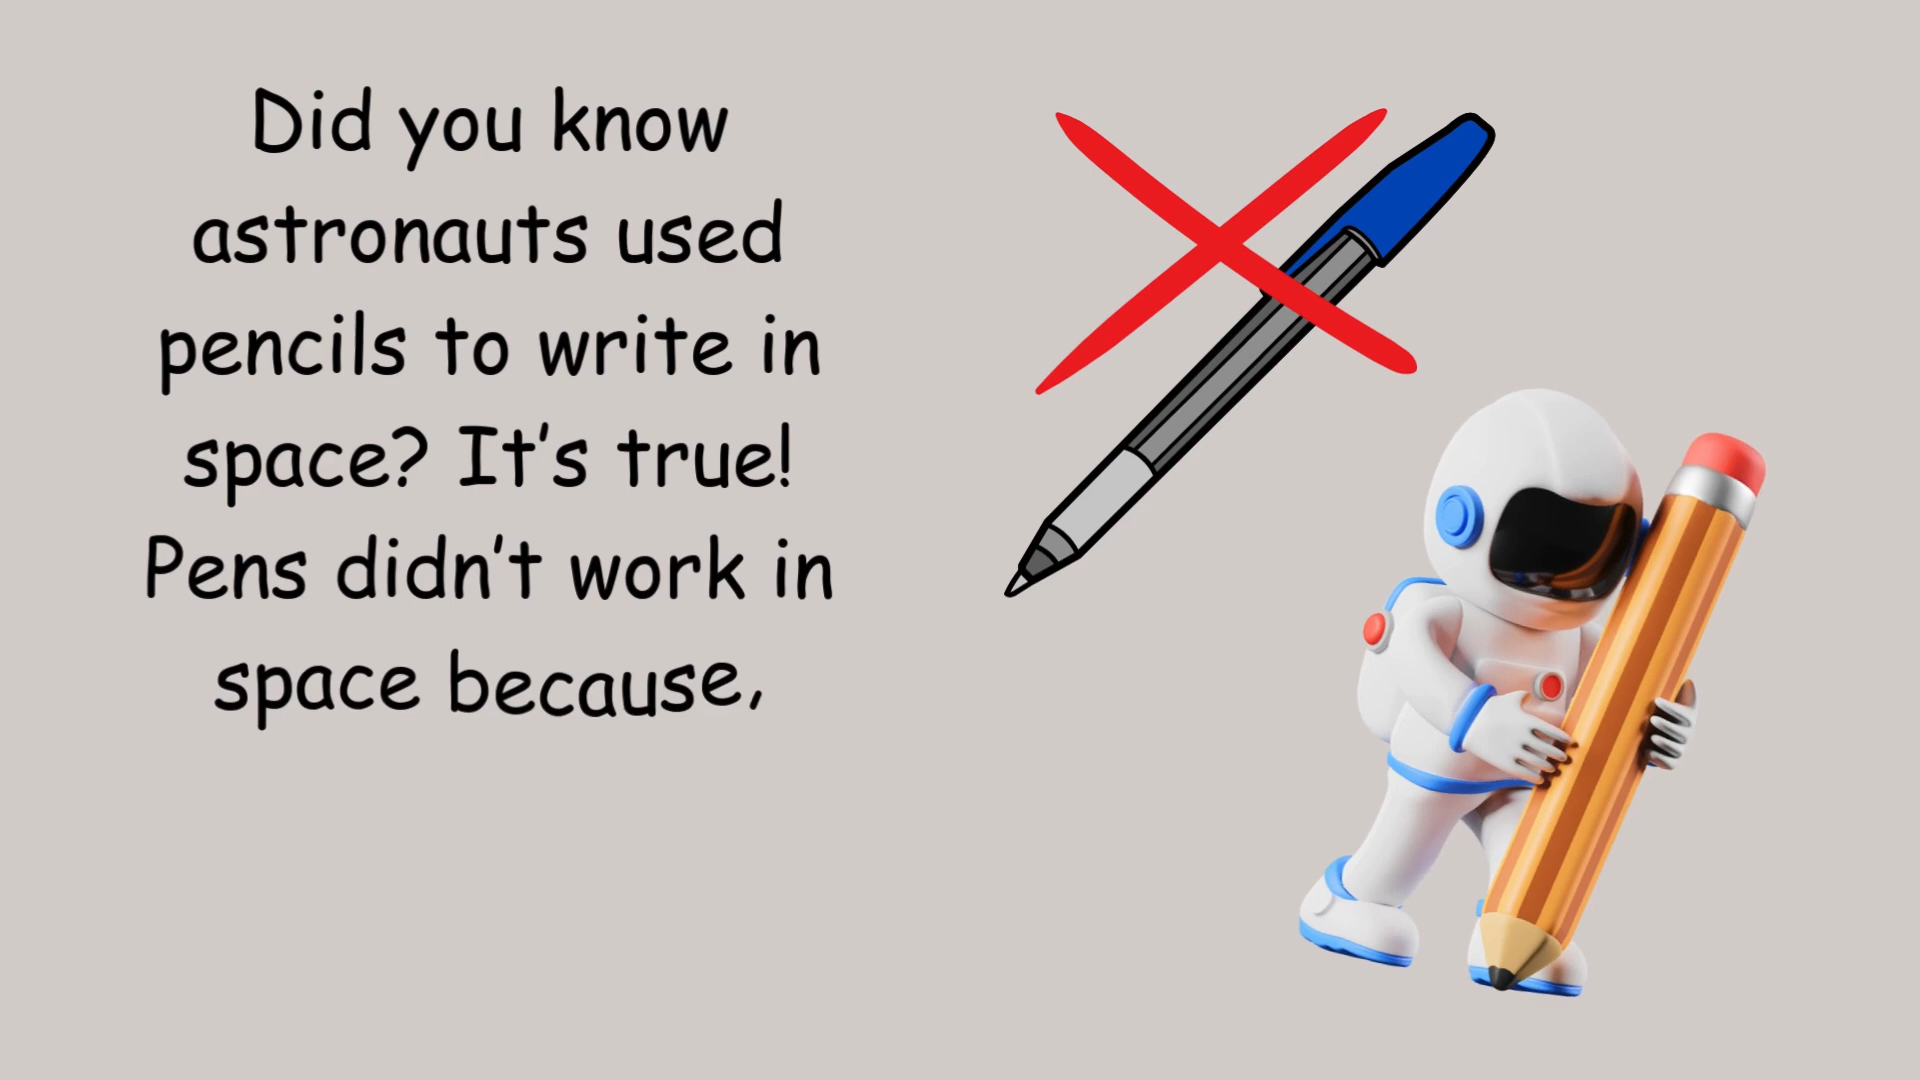 Did you know
astronauts used
pencils to write in
space? It's true!
Pens didn't work in
space because,